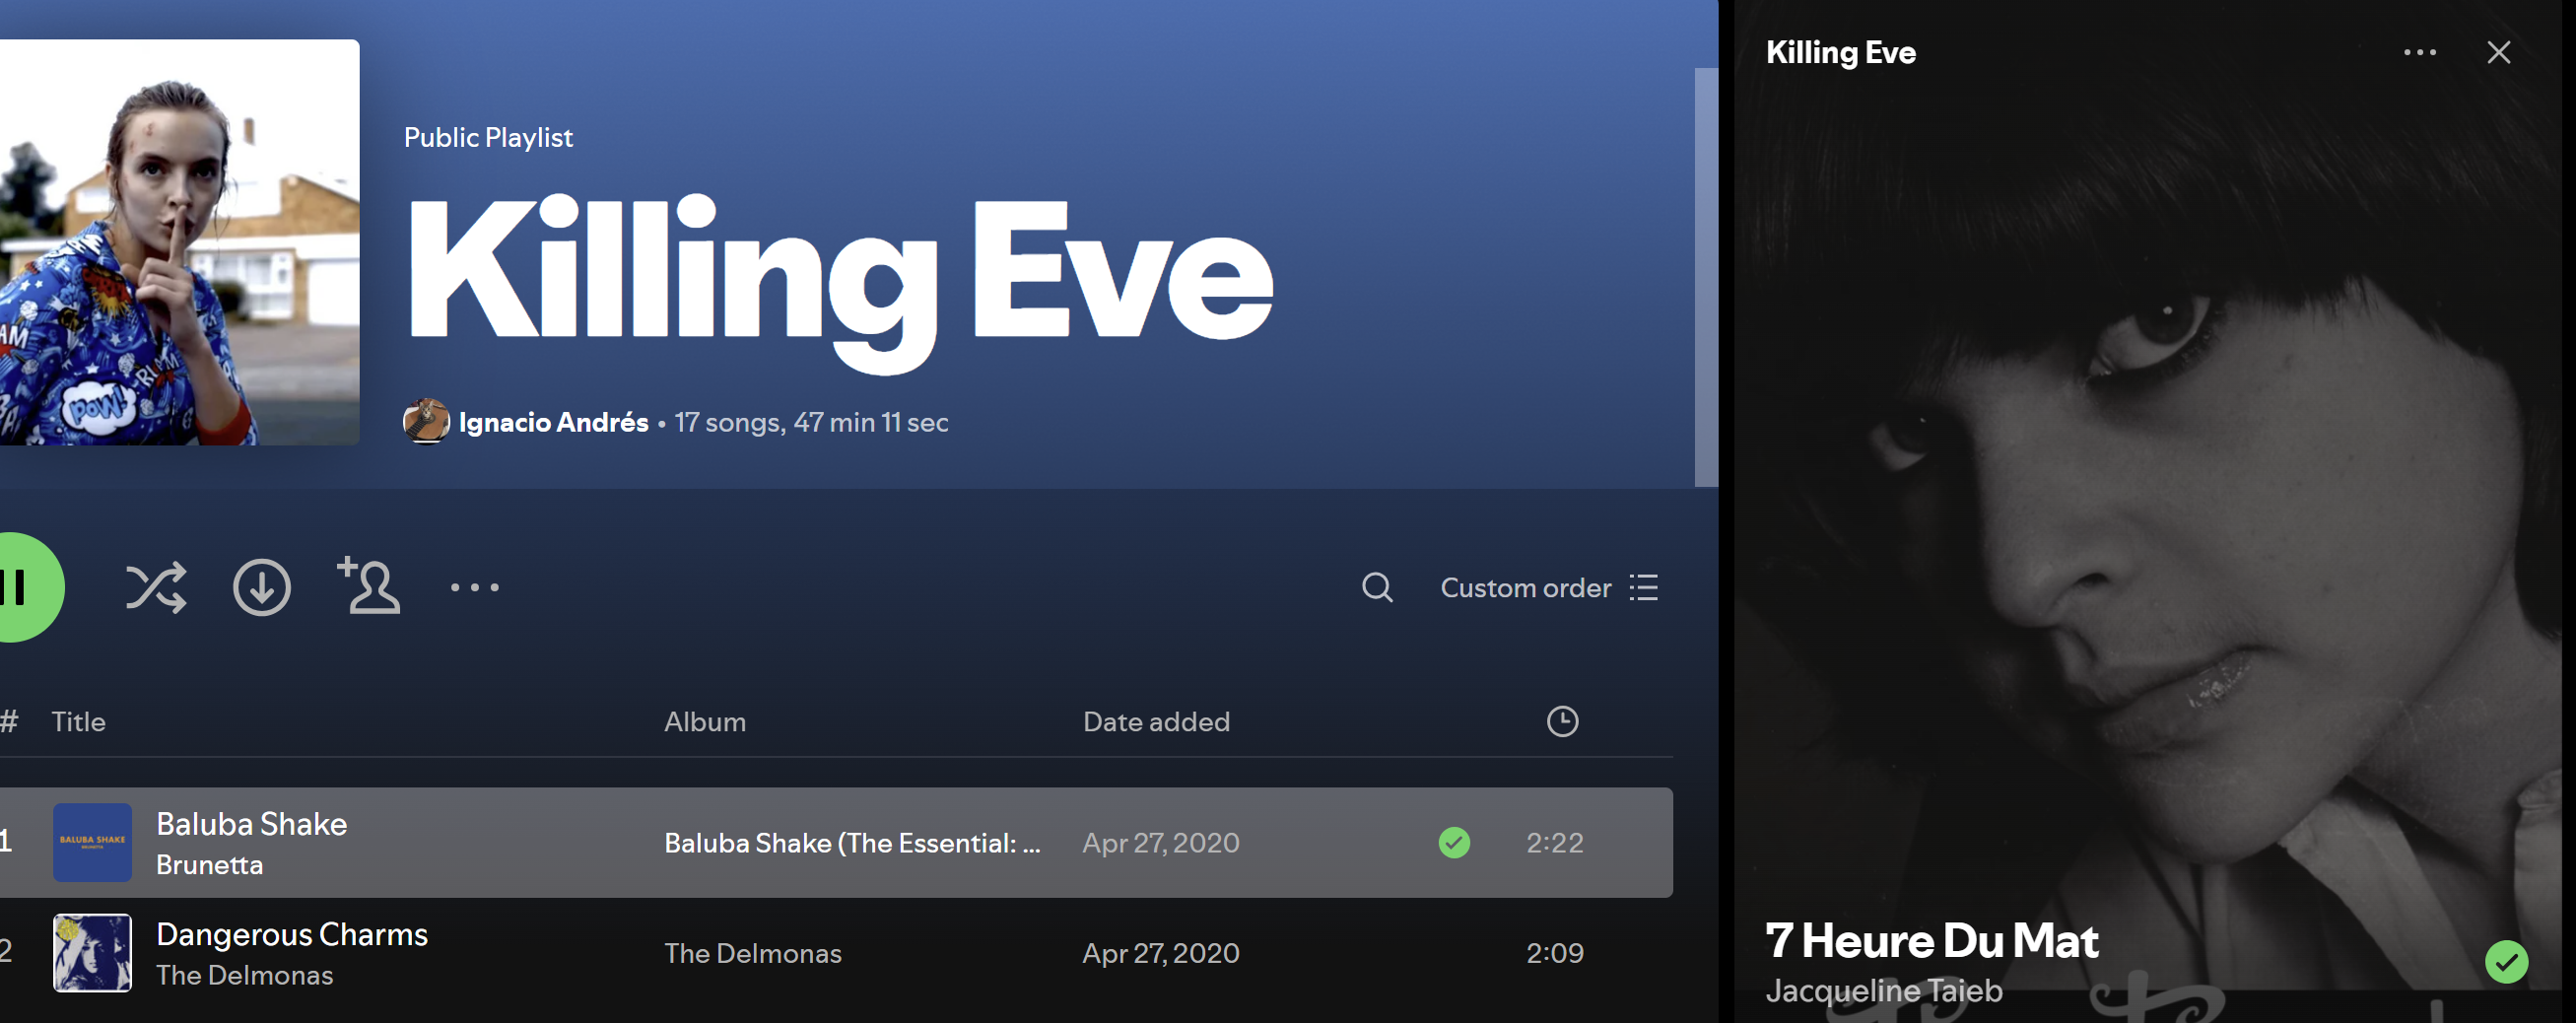 Public Playlist
Killing Eve
Ignacio Andrés • 17 songs, 47 min 11 sec
POW!
Custom order
# Title Album Date added
1 Baluba Shake Baluba Shake (The Essential: ... Apr 27, 2020 2:22
Brunetta
BALUBA SHAKE
BRUNETTA
2 Dangerous Charms The Delmonas Apr 27, 2020 2:09
The Delmonas
Killing Eve
7 Heure Du Mat
Jacqueline Taieb